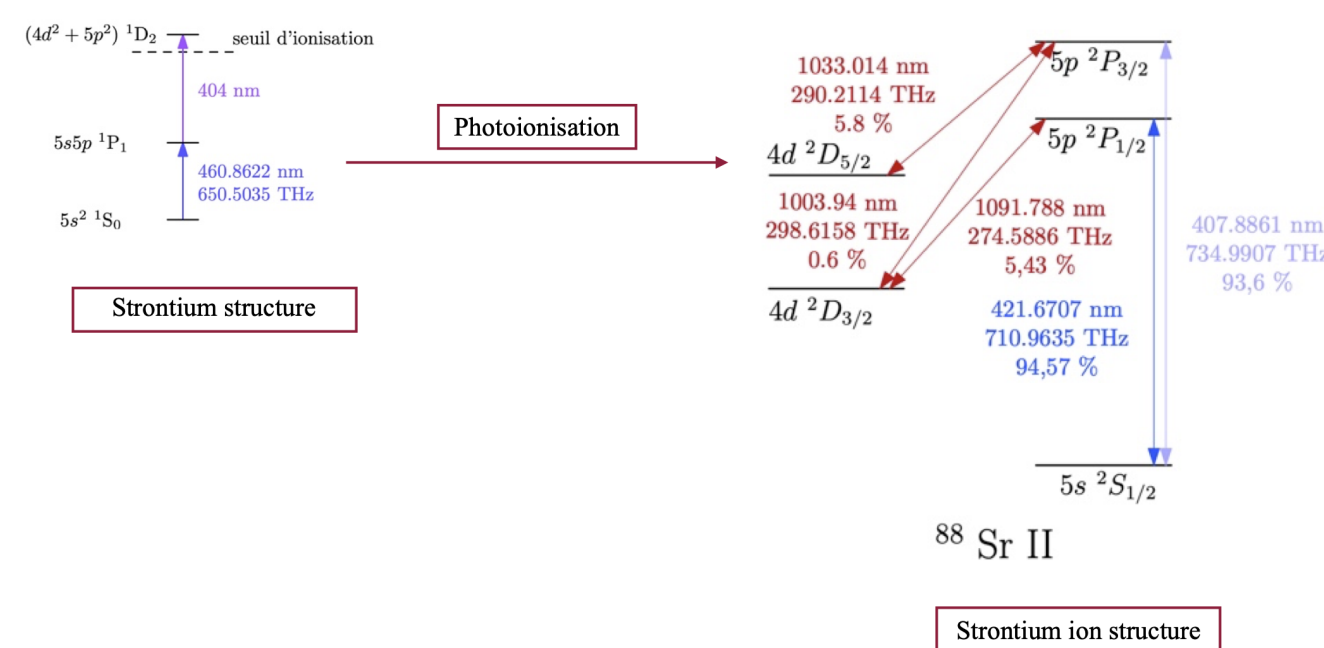 (4d² + 5p²) ¹D₂
seuil d'ionisation
404 nm
5s5p ¹P₁
460.8622 nm
650.5035 THz
5s² ¹S₀
Strontium structure
Photoionisation
1033.014 nm
290.2114 THz
5.8 %
5p ²P₃/₂
4d ²D₅/₂
5p ²P₁/₂
1003.94 nm
298.6158 THz
0.6 %
1091.788 nm
274.5886 THz
5,43 %
407.8861 nm
734.9907 THz
93,6 %
4d ²D₃/₂
421.6707 nm
710.9635 THz
94,57 %
5s ²S₁/₂
⁸⁸ Sr II
Strontium ion structure